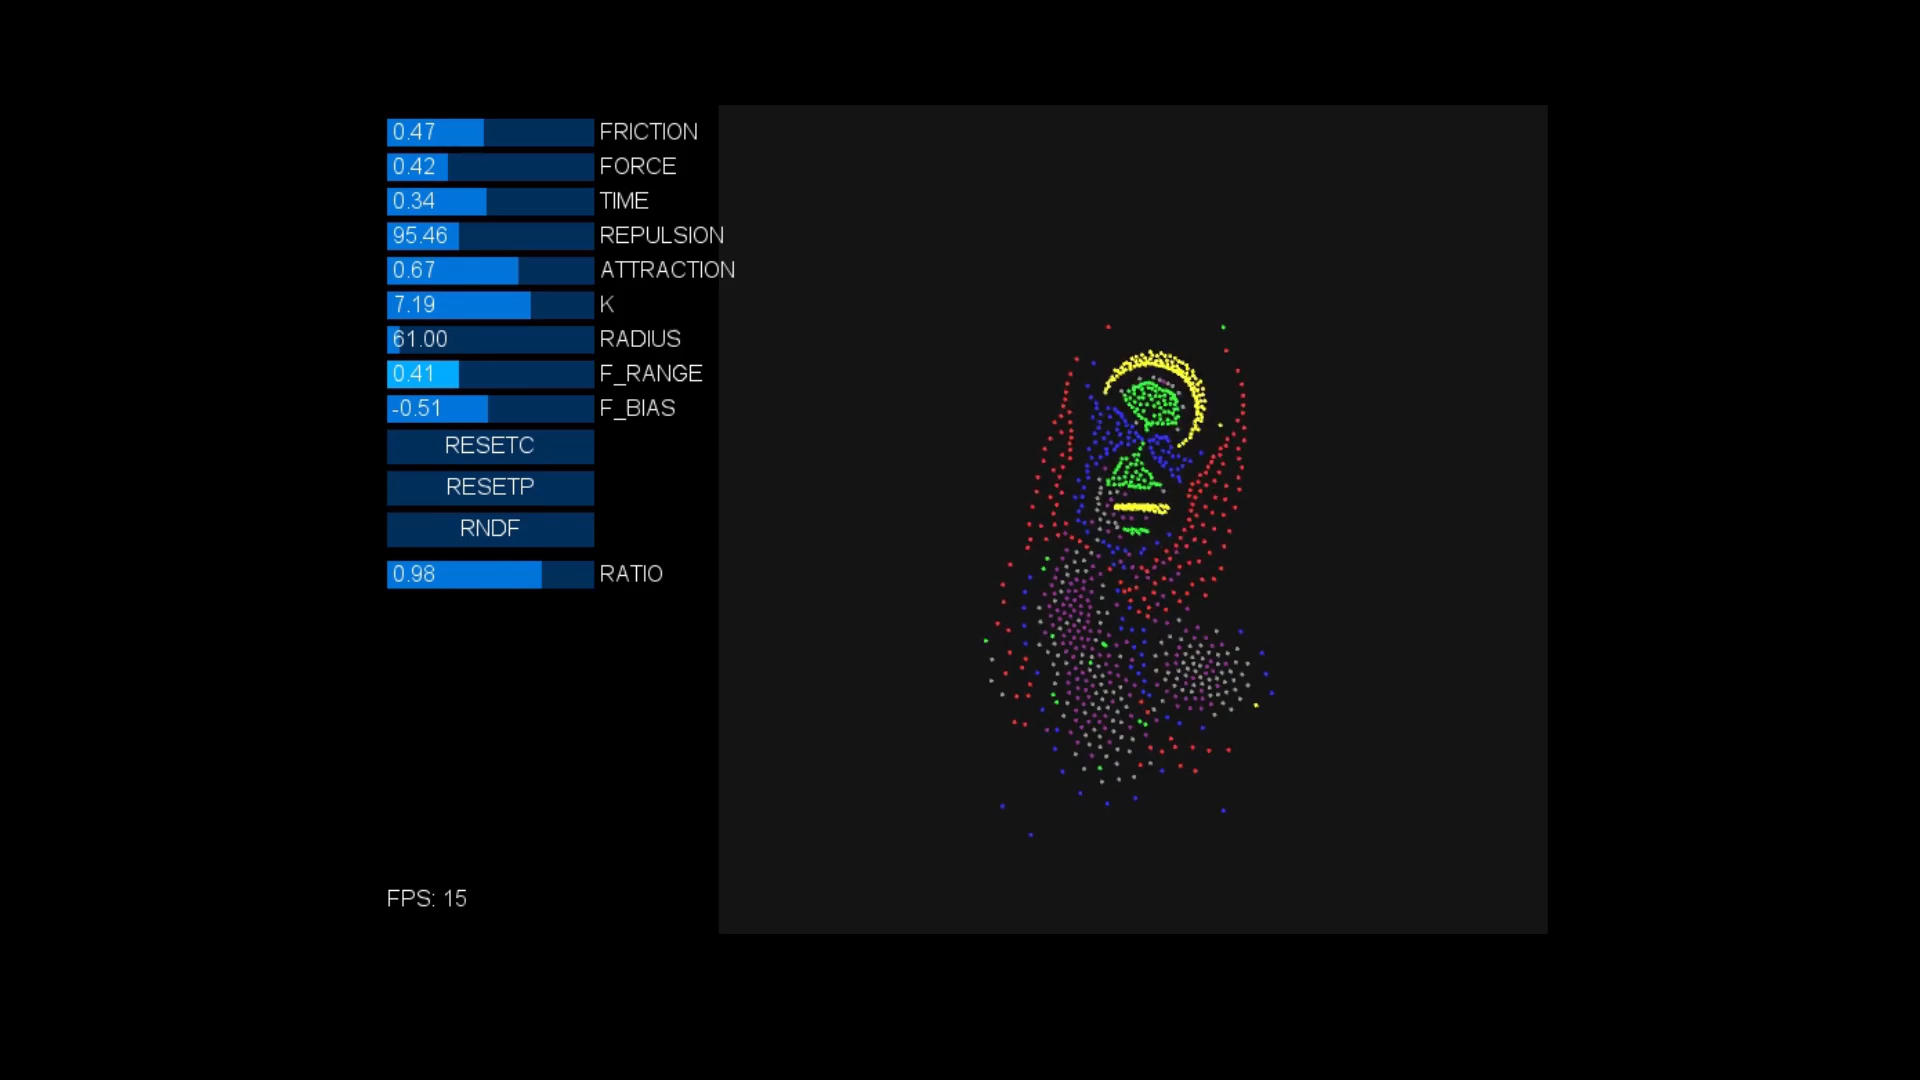 0.47 FRICTION
0.42 FORCE
0.34 TIME
95.46 REPULSION
0.67 ATTRACTION
7.19 K
61.00 RADIUS
0.41 F_RANGE
-0.51 F_BIAS
RESETC
RESETP
RNDF
0.98 RATIO
FPS: 15